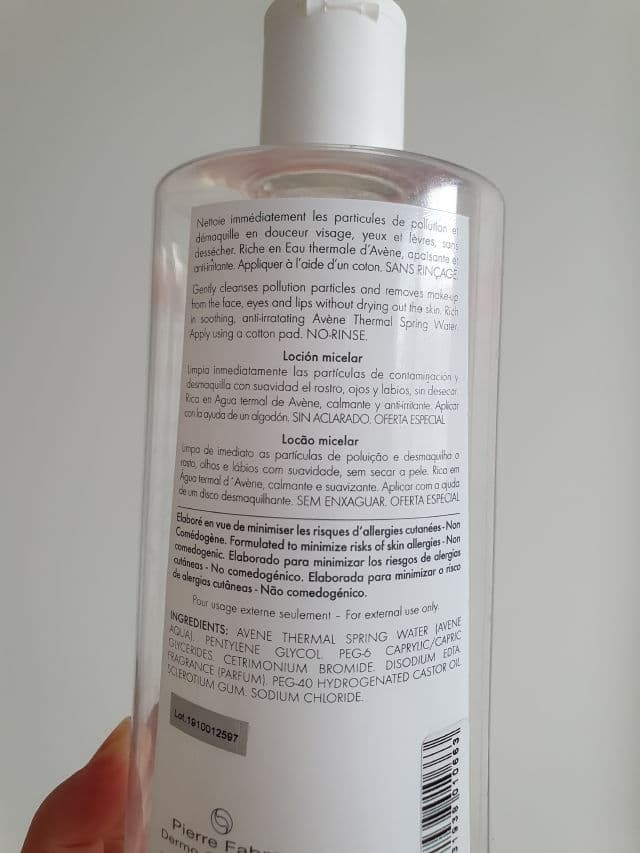 Nettoie immédiatement les particules de pollution et
démaquille en douceur visage, yeux et lèvres, sans
dessécher. Riche en Eau thermale d'Avène, apaisante et
anti-irritante. Appliquer à l'aide d'un coton. SANS RINÇAGE
Gently cleanses pollution particles and removes make-up
from the face, eyes and lips without drying out the skin. Rich
in soothing, anti-irratating Avène Thermal Spring Water.
Apply using a cotton pad. NO-RINSE.
Loción micelar
Limpia inmediatamente las partículas de contaminación y
desmaquilla con suavidad el rostro, ojos y labios, sin desecar.
Rica en Agua termal de Avène, calmante y anti-irritante. Aplicar
con la ayuda de un algodón. SIN ACLARADO. OFERTA ESPECIAL
Locão micelar
Limpa de imediato as partículas de poluição e desmaquilha o
rosto, olhos e lábios com suavidade, sem secar a pele. Rica em
Água termal d'Avène, calmante e suavizante. Aplicar com a ajuda
de um disco desmaquilhante. SEM ENXAGUAR. OFERTA ESPECIAL
Elaboré en vue de minimiser les risques d'allergies cutanées - Non
Comédogène. Formulated to minimize risks of skin allergies - Non
comedogenic. Elaborado para minimizar los riesgos de alergias
cutáneas - No comedogénico. Elaborada para minimizar o risco
de alergias cutâneas - Não comedogénico.
Pour usage externe seulement – For external use only.
INGREDIENTS: AVENE THERMAL SPRING WATER (AVENE
AQUA). PENTYLENE GLYCOL. PEG-6 CAPRYLIC/CAPRIC
GLYCERIDES. CETRIMONIUM BROMIDE. DISODIUM EDTA.
FRAGRANCE (PARFUM). PEG-40 HYDROGENATED CASTOR OIL.
SCLEROTIUM GUM. SODIUM CHLORIDE.
Lot.1910012597
31938 010663
Pierre Fabre
Dermo